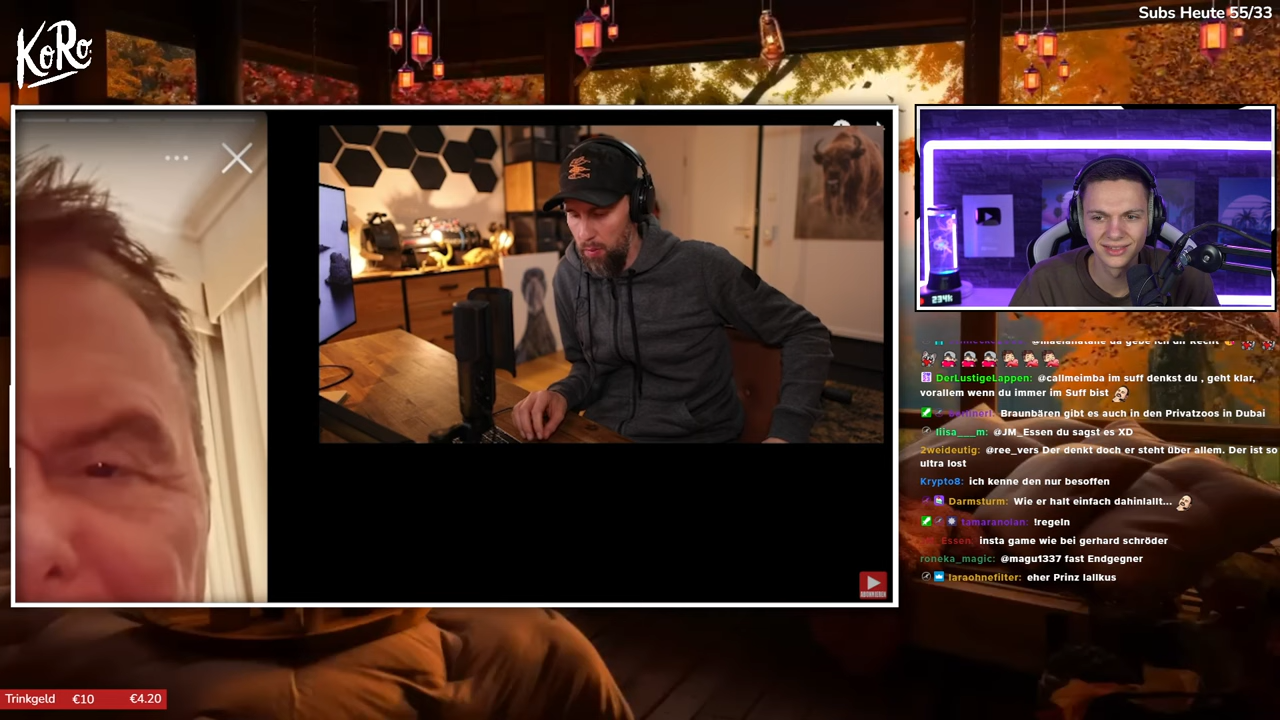 KoRo
Subs Heute 55/33
234K
DerLustigeLappen: @callmeimba im suff denkst du , geht klar,
vorallem wenn du immer im Suff bist
Braunbären gibt es auch in den Privatzoos in Dubai
liisa___m: @JM_Essen du sagst es XD
2weideutig: @ree_vers Der denkt doch er steht über allem. Der ist so
ultra lost
Krypto8: ich kenne den nur besoffen
Darmsturm: Wie er halt einfach dahinlallt...
tamaranoian: !regeln
Essen: insta game wie bei gerhard schröder
roneka_magic: @magu1337 fast Endgegner
laraohnefilter: eher Prinz lallkus
Trinkgeld €10 €4.20